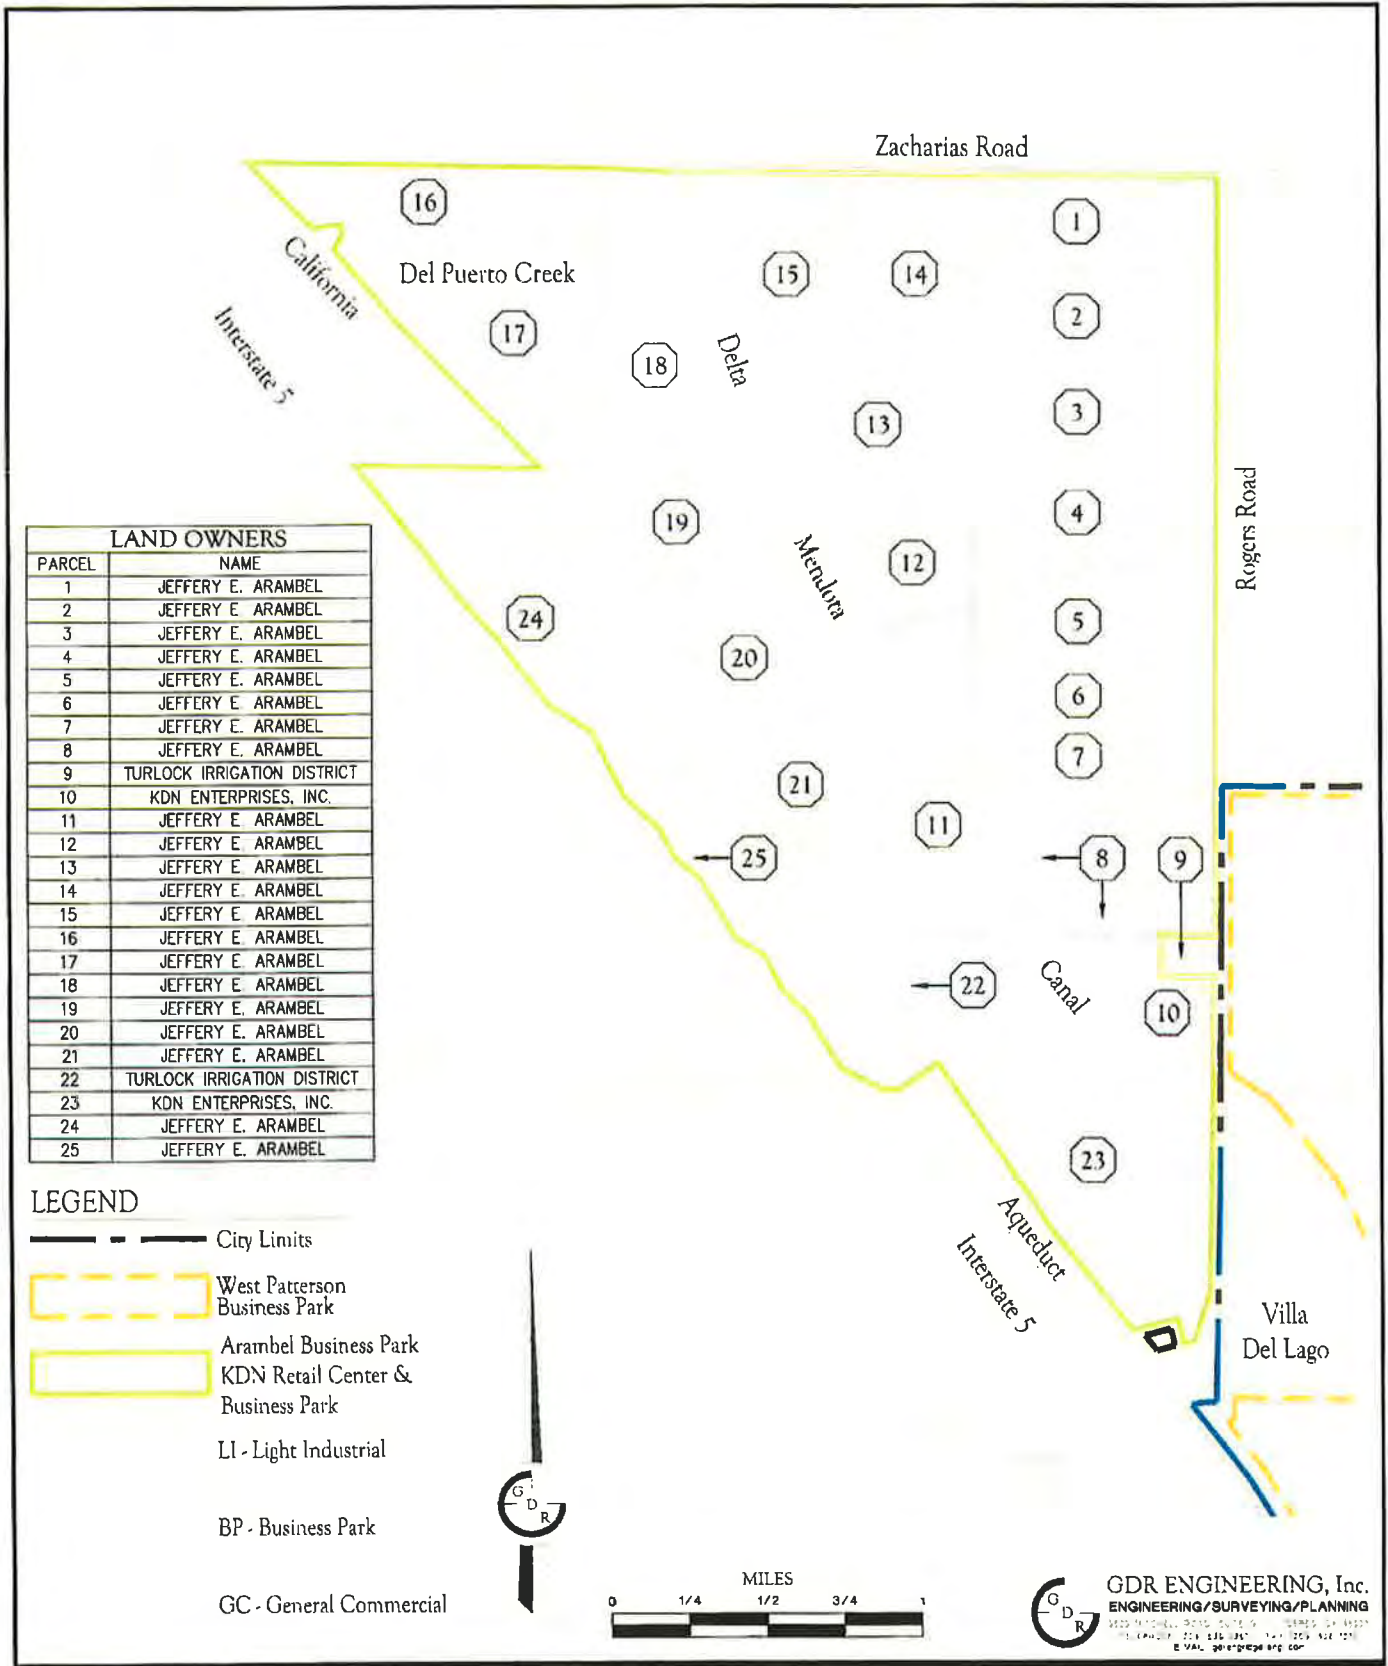 Zacharias Road
16
1
California
Del Puerto Creek
15
14
Interstate 5
17
2
18
Delta
13
3
Rogers Road
19
4
Mendota
12
24
5
20
6
7
21
11
25
8
9
22
Canal
10
23
Aqueduct
Interstate 5
Villa
Del Lago
LAND OWNERS
PARCEL NAME
1 JEFFERY E. ARAMBEL
2 JEFFERY E. ARAMBEL
3 JEFFERY E. ARAMBEL
4 JEFFERY E. ARAMBEL
5 JEFFERY E. ARAMBEL
6 JEFFERY E. ARAMBEL
7 JEFFERY E. ARAMBEL
8 JEFFERY E. ARAMBEL
9 TURLOCK IRRIGATION DISTRICT
10 KDN ENTERPRISES, INC.
11 JEFFERY E. ARAMBEL
12 JEFFERY E. ARAMBEL
13 JEFFERY E. ARAMBEL
14 JEFFERY E. ARAMBEL
15 JEFFERY E. ARAMBEL
16 JEFFERY E. ARAMBEL
17 JEFFERY E. ARAMBEL
18 JEFFERY E. ARAMBEL
19 JEFFERY E. ARAMBEL
20 JEFFERY E. ARAMBEL
21 JEFFERY E. ARAMBEL
22 TURLOCK IRRIGATION DISTRICT
23 KDN ENTERPRISES, INC.
24 JEFFERY E. ARAMBEL
25 JEFFERY E. ARAMBEL
LEGEND
City Limits
West Patterson
Business Park
Arambel Business Park
KDN Retail Center &
Business Park
LI - Light Industrial
BP - Business Park
GC - General Commercial
G
D
R
MILES
0 1/4 1/2 3/4 1
G
D
R
GDR ENGINEERING, Inc.
ENGINEERING/SURVEYING/PLANNING